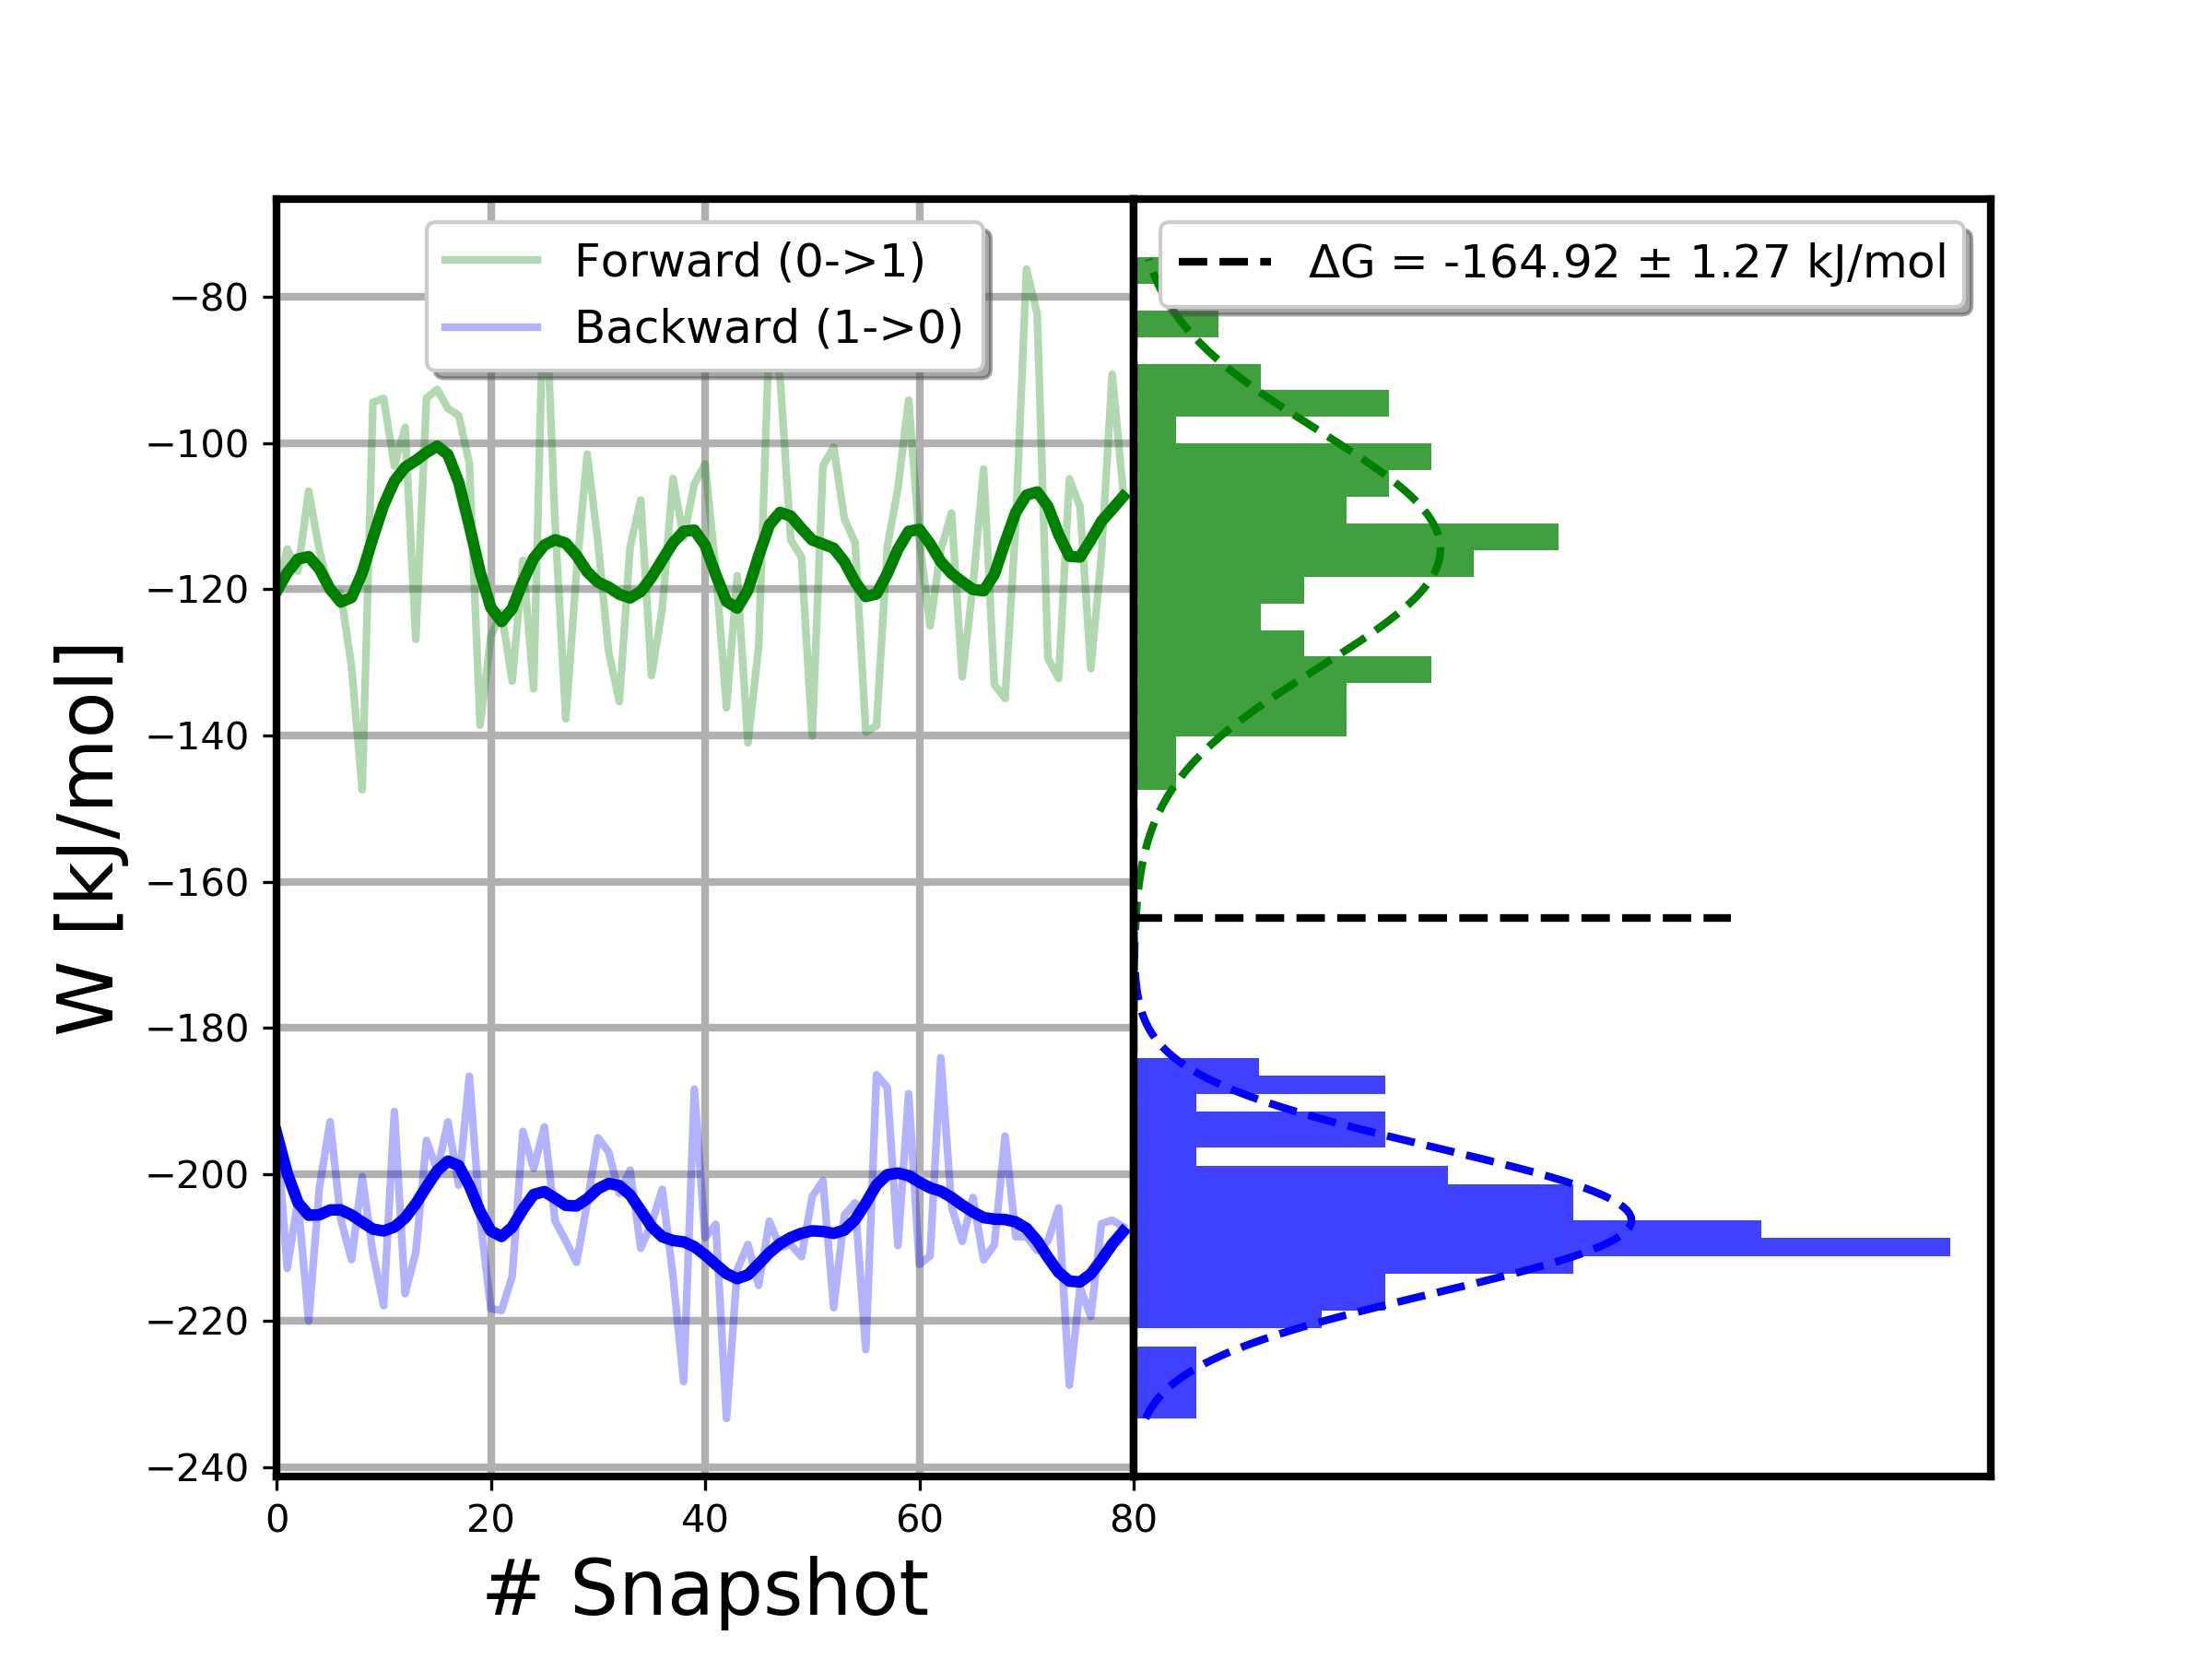 Forward (0->1)
Backward (1->0)
ΔG = -164.92 ± 1.27 kJ/mol
W [kJ/mol]
−80
−100
−120
−140
−160
−180
−200
−220
−240
0 20 40 60 80
# Snapshot